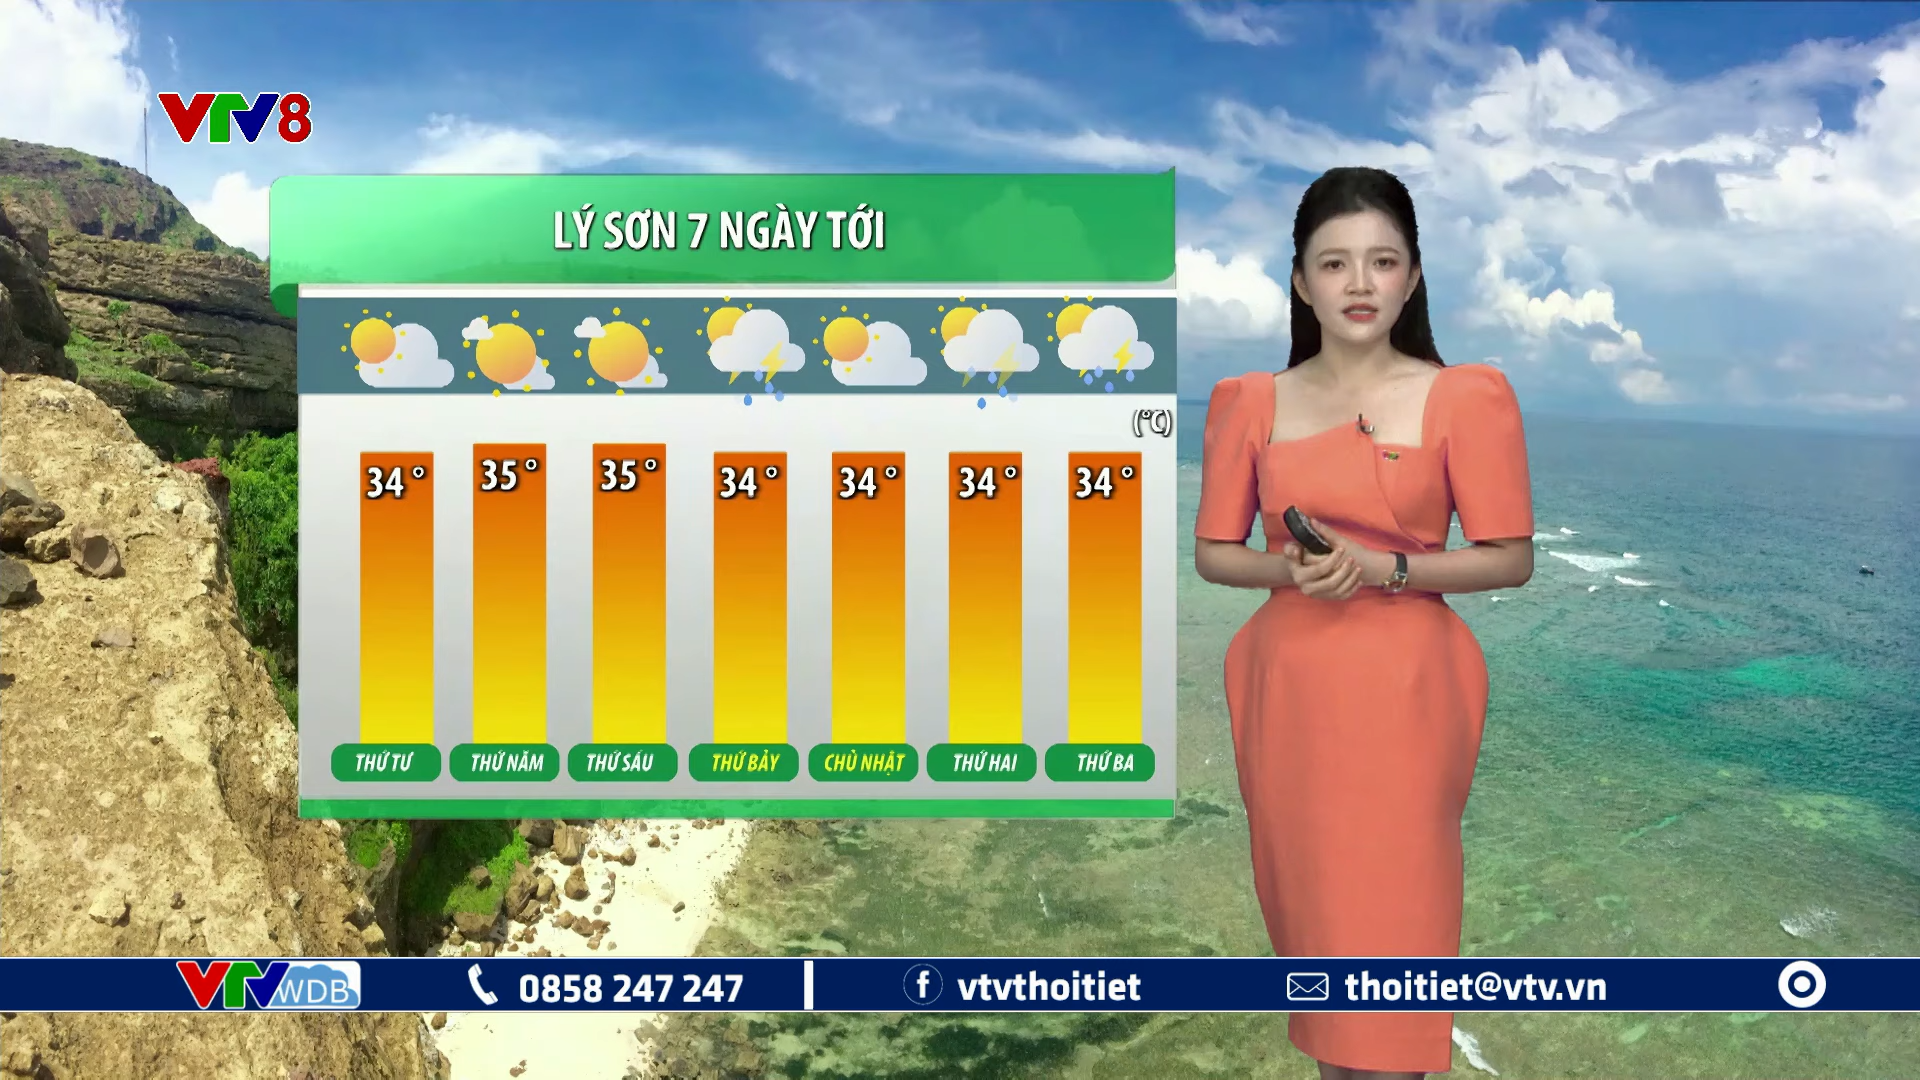 VTV8
LÝ SƠN 7 NGÀY TỚI
(°C)
34° 35° 35° 34° 34° 34° 34°
THỨ TƯ THỨ NĂM THỨ SÁU THỨ BẢY CHỦ NHẬT THỨ HAI THỨ BA
VTV WDB 0858 247 247 vtvthoitiet thoitiet@vtv.vn